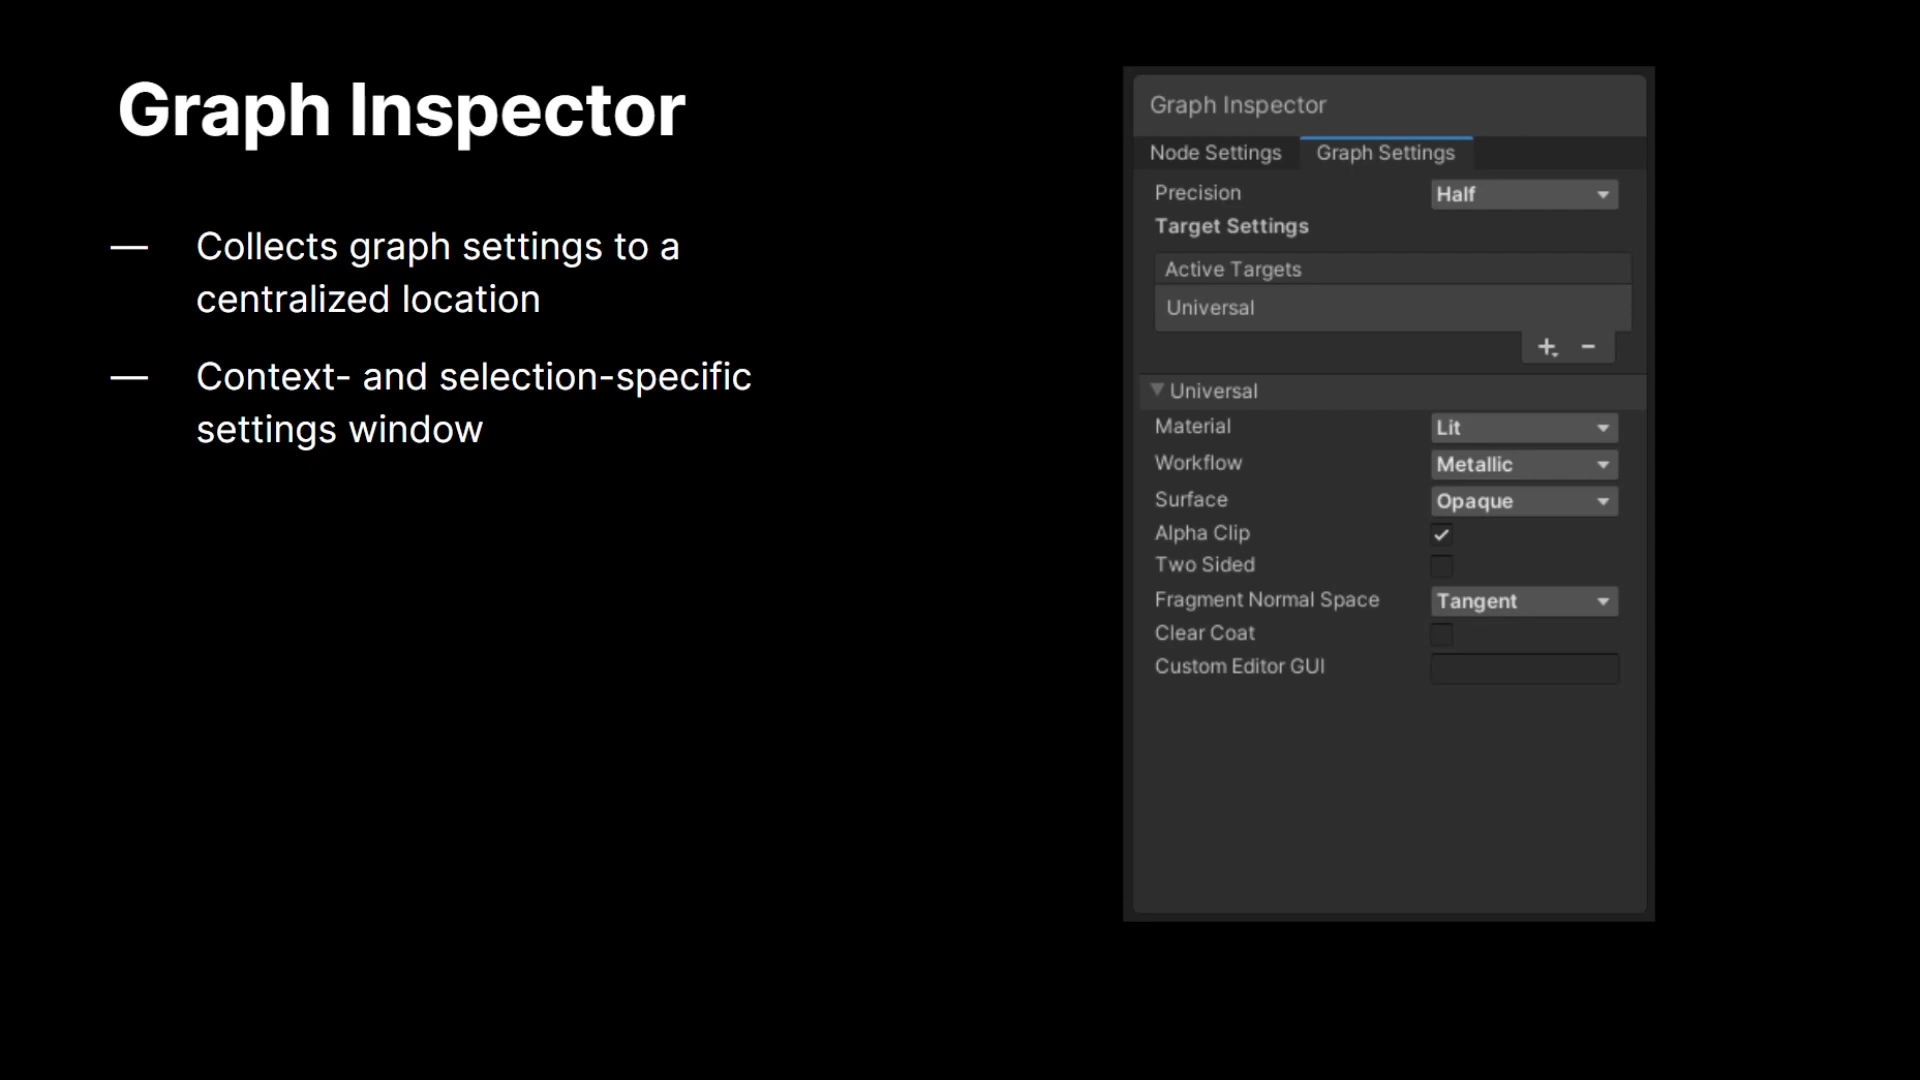 Graph Inspector
— Collects graph settings to a
centralized location
— Context- and selection-specific
settings window
Graph Inspector
Node Settings Graph Settings
Precision Half
Target Settings
Active Targets
Universal
+ -
Universal
Material Lit
Workflow Metallic
Surface Opaque
Alpha Clip
Two Sided
Fragment Normal Space Tangent
Clear Coat
Custom Editor GUI